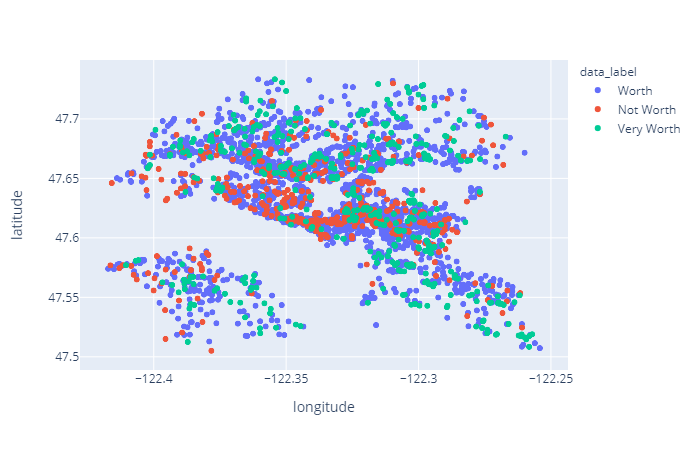 data_label
Worth
Not Worth
Very Worth
latitude
47.7
47.65
47.6
47.55
47.5
−122.4
−122.35
−122.3
−122.25
longitude